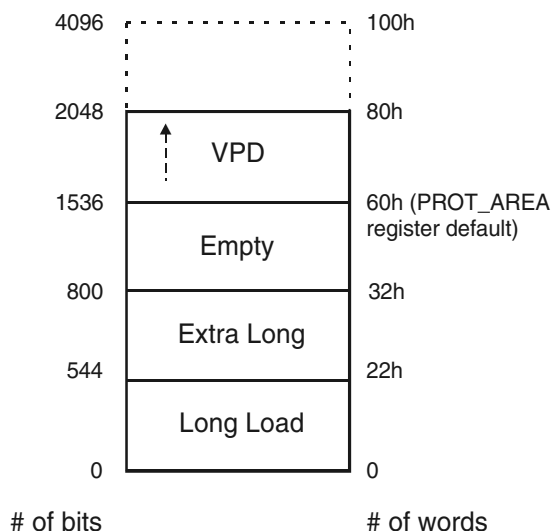 4096 100h
2048 80h
VPD
1536 60h (PROT_AREA
register default)
Empty
800 32h
Extra Long
544 22h
Long Load
0 0
# of bits # of words